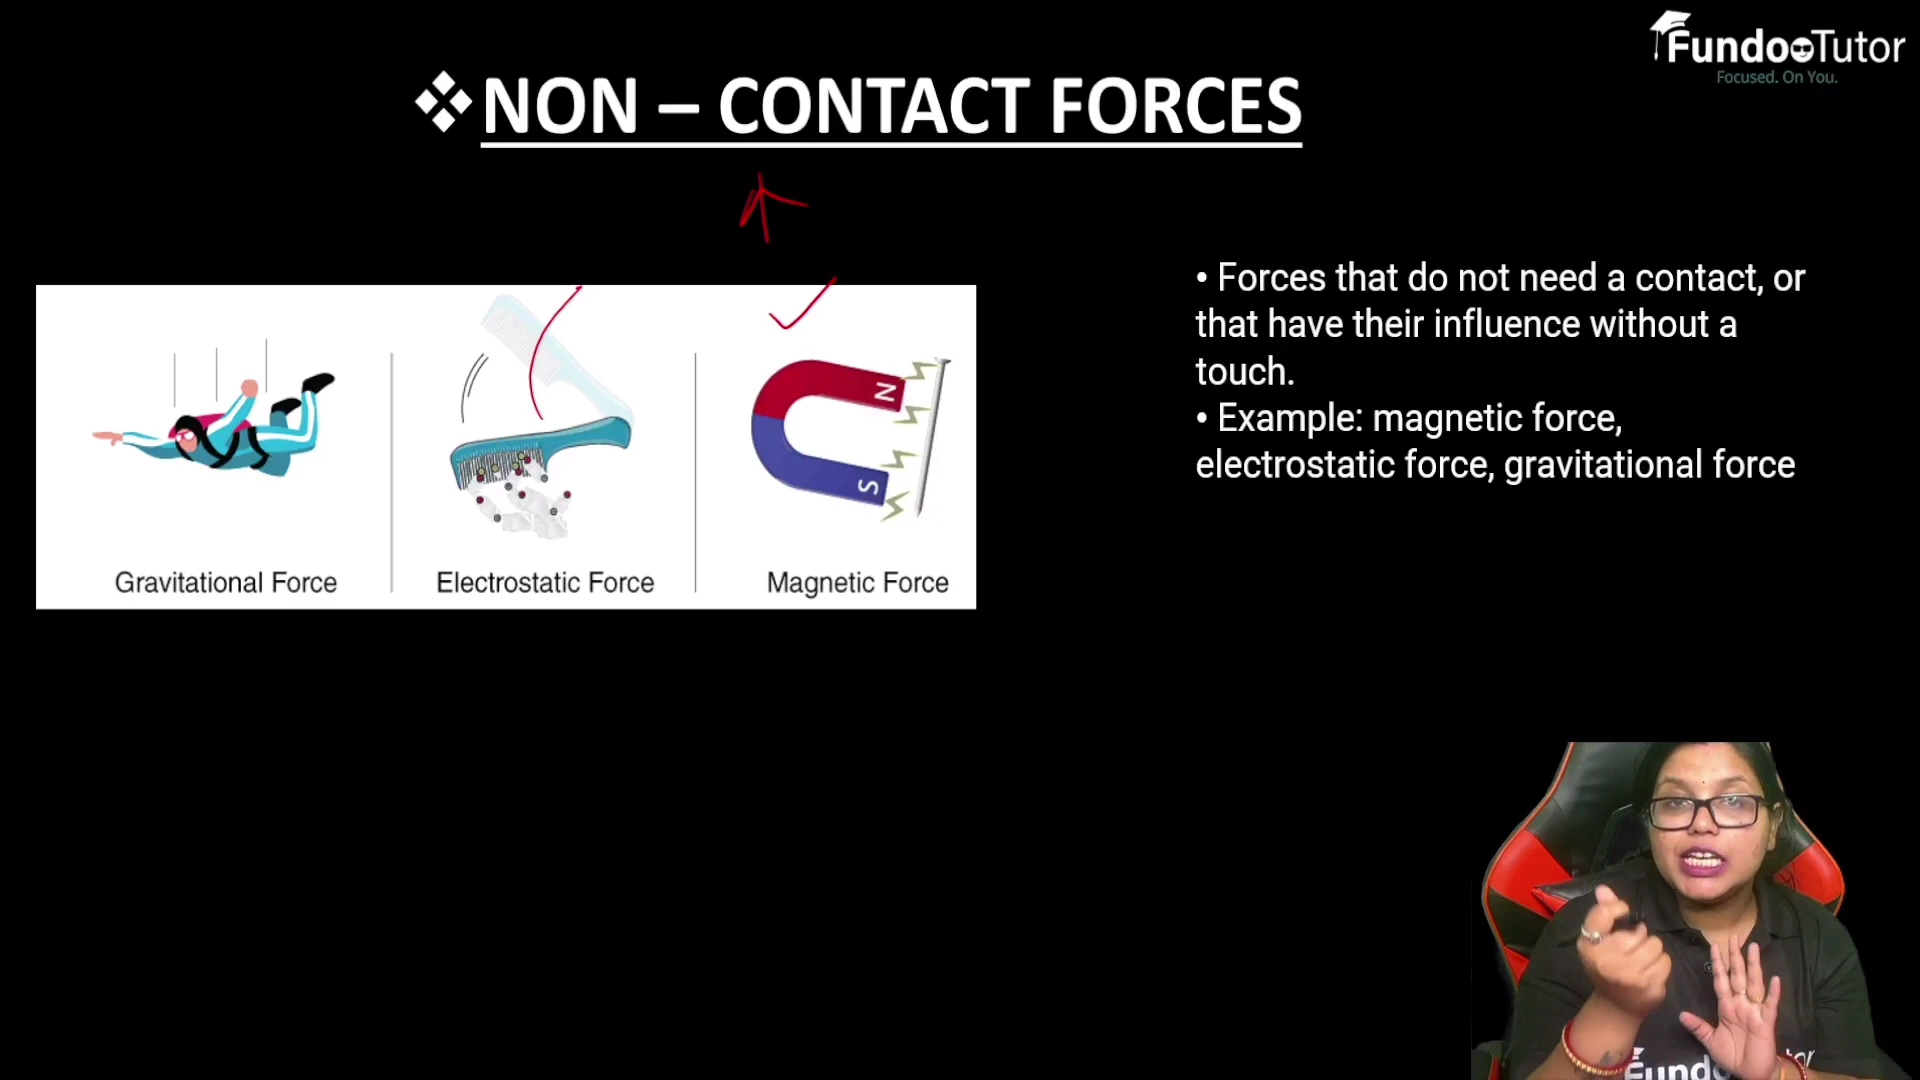 FundooTutor
Focused. On You.
❖NON – CONTACT FORCES
• Forces that do not need a contact, or
that have their influence without a
touch.
• Example: magnetic force,
electrostatic force, gravitational force
N
S
Gravitational Force
Electrostatic Force
Magnetic Force